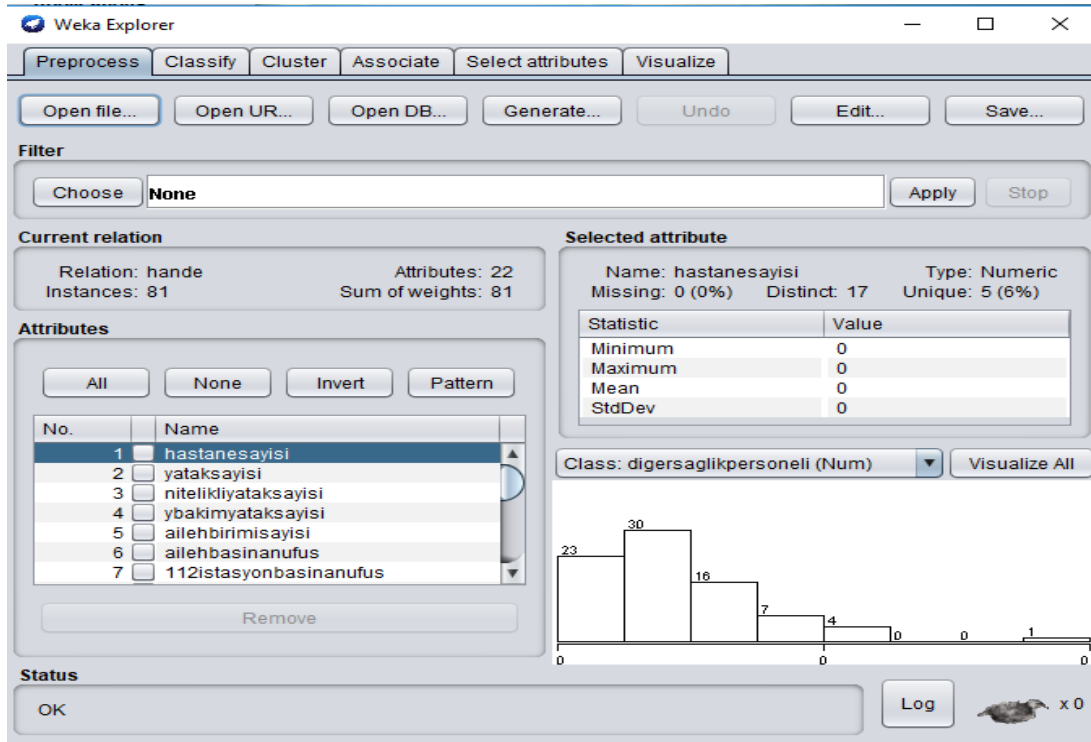 Weka Explorer
Preprocess Classify Cluster Associate Select attributes Visualize
Open file... Open UR... Open DB... Generate... Undo Edit... Save...
Filter
Choose None Apply Stop
Current relation
Relation: hande Attributes: 22
Instances: 81 Sum of weights: 81
Selected attribute
Name: hastanesayisi Type: Numeric
Missing: 0 (0%) Distinct: 17 Unique: 5 (6%)
Statistic Value
Minimum 0
Maximum 0
Mean 0
StdDev 0
Attributes
All None Invert Pattern
No. Name
1 hastanesayisi
2 yataksayisi
3 nitelikliyataksayisi
4 ybakimyataksayisi
5 ailehbirimisayisi
6 ailehbasinanufus
7 112istasyonbasinanufus
Remove
Class: digersaglikpersoneli (Num) Visualize All
23 30 16 7 4 0 0 1
0 0 0
Status
OK
Log x 0